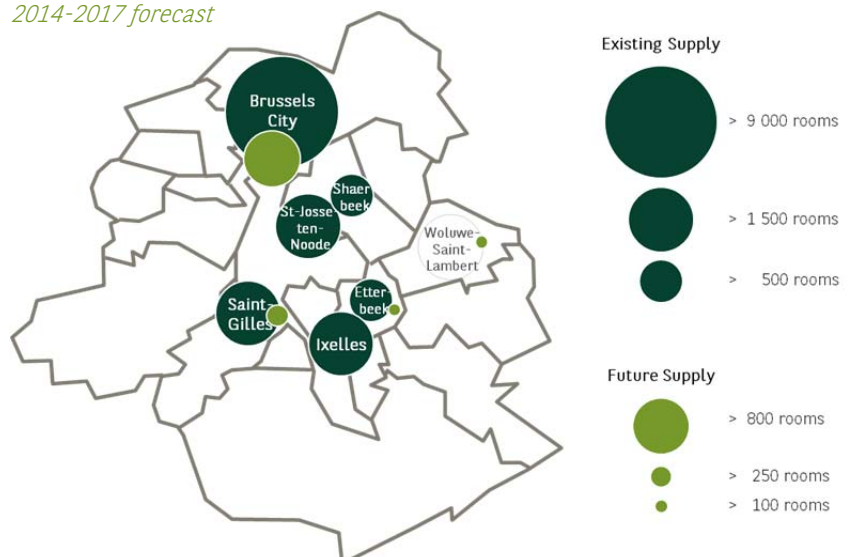 2014-2017 forecast
Brussels
City
Shaer
beek
St-Josse
ten-
Noode
Woluwe-
Saint-
Lambert
Etter-
beek
Saint-
Gilles
Ixelles
Existing Supply
> 9 000 rooms
> 1 500 rooms
> 500 rooms
Future Supply
> 800 rooms
> 250 rooms
> 100 rooms